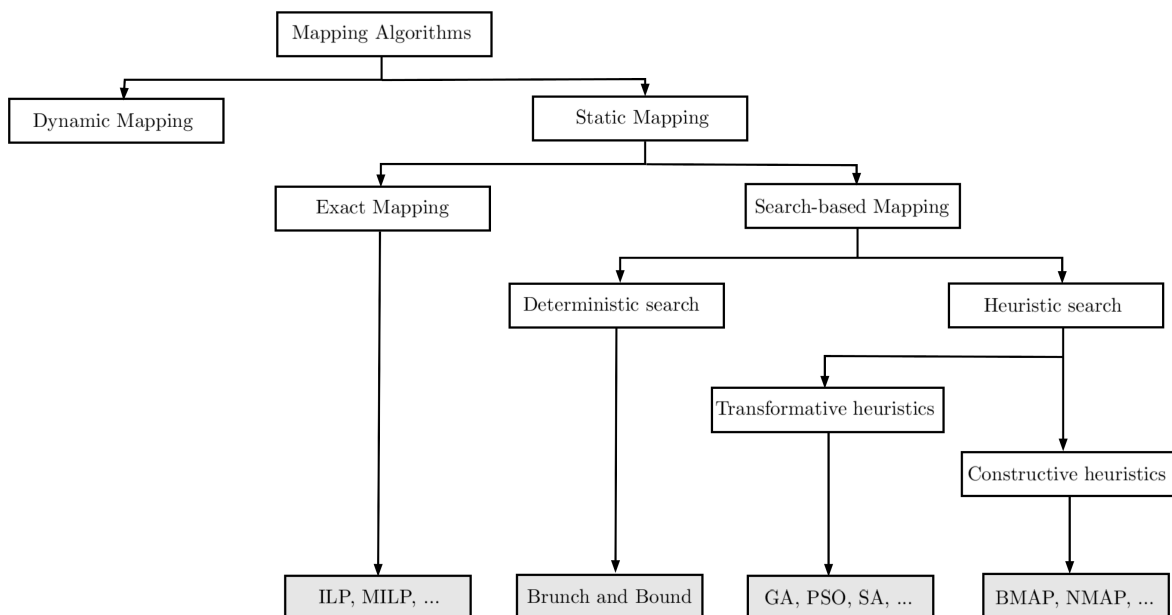 Mapping Algorithms
Dynamic Mapping
Static Mapping
Exact Mapping
Search-based Mapping
Deterministic search
Heuristic search
Transformative heuristics
Constructive heuristics
ILP, MILP, ...
Brunch and Bound
GA, PSO, SA, ...
BMAP, NMAP, ...